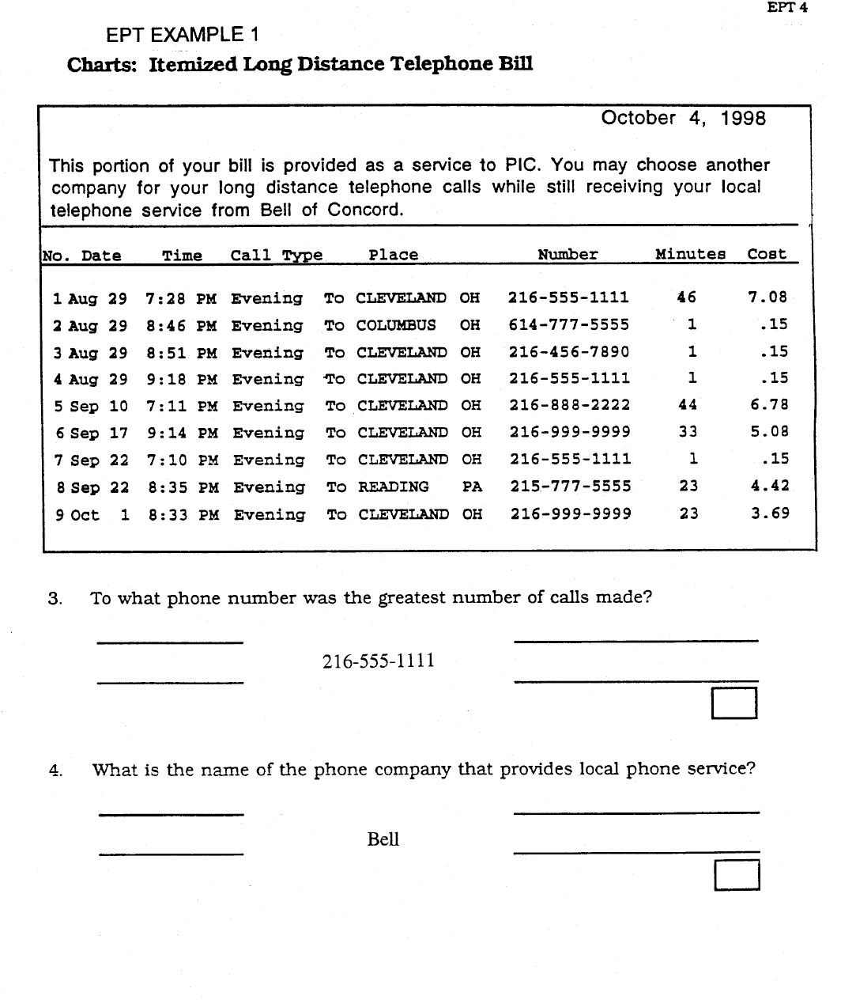 EPT 4
EPT EXAMPLE 1
Charts: Itemized Long Distance Telephone Bill
October 4, 1998
This portion of your bill is provided as a service to PIC. You may choose another
company for your long distance telephone calls while still receiving your local
telephone service from Bell of Concord.
No. Date Time Call Type Place Number Minutes Cost
1 Aug 29 7:28 PM Evening To CLEVELAND OH 216-555-1111 46 7.08
2 Aug 29 8:46 PM Evening To COLUMBUS OH 614-777-5555 1 .15
3 Aug 29 8:51 PM Evening To CLEVELAND OH 216-456-7890 1 .15
4 Aug 29 9:18 PM Evening To CLEVELAND OH 216-555-1111 1 .15
5 Sep 10 7:11 PM Evening To CLEVELAND OH 216-888-2222 44 6.78
6 Sep 17 9:14 PM Evening To CLEVELAND OH 216-999-9999 33 5.08
7 Sep 22 7:10 PM Evening To CLEVELAND OH 216-555-1111 1 .15
8 Sep 22 8:35 PM Evening To READING PA 215-777-5555 23 4.42
9 Oct 1 8:33 PM Evening To CLEVELAND OH 216-999-9999 23 3.69
3. To what phone number was the greatest number of calls made?
216-555-1111
4. What is the name of the phone company that provides local phone service?
Bell